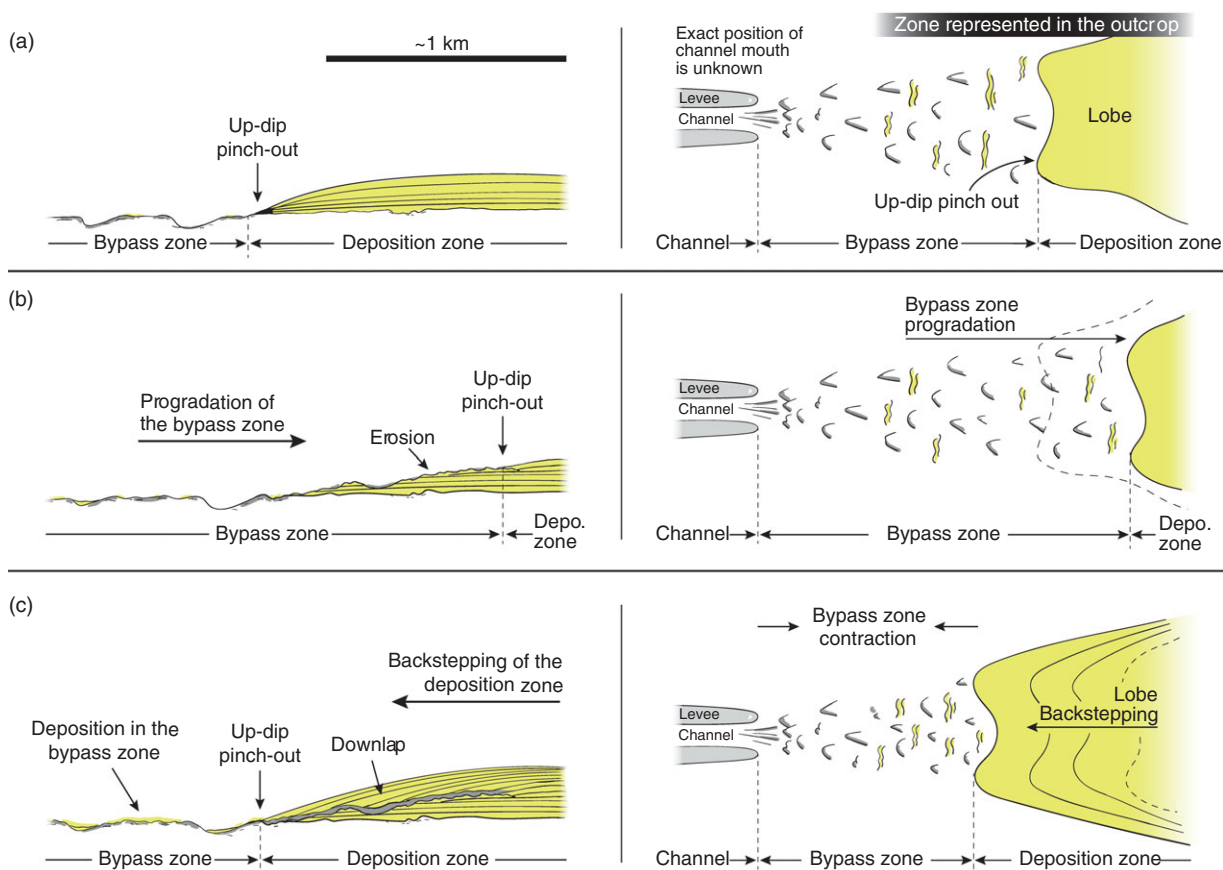 (a)
~1 km
Up-dip
pinch-out
Bypass zone
Deposition zone
Exact position of
channel mouth
is unknown
Zone represented in the outcrop
Levee
Channel
Lobe
Up-dip pinch out
Channel
Bypass zone
Deposition zone
(b)
Progradation of
the bypass zone
Erosion
Up-dip
pinch-out
Bypass zone
Depo.
zone
Bypass zone
progradation
Levee
Channel
Channel
Bypass zone
Depo.
zone
(c)
Backstepping of the
deposition zone
Deposition in the
bypass zone
Up-dip
pinch-out
Downlap
Bypass zone
Deposition zone
Bypass zone
contraction
Levee
Channel
Lobe
Backstepping
Channel
Bypass zone
Deposition zone